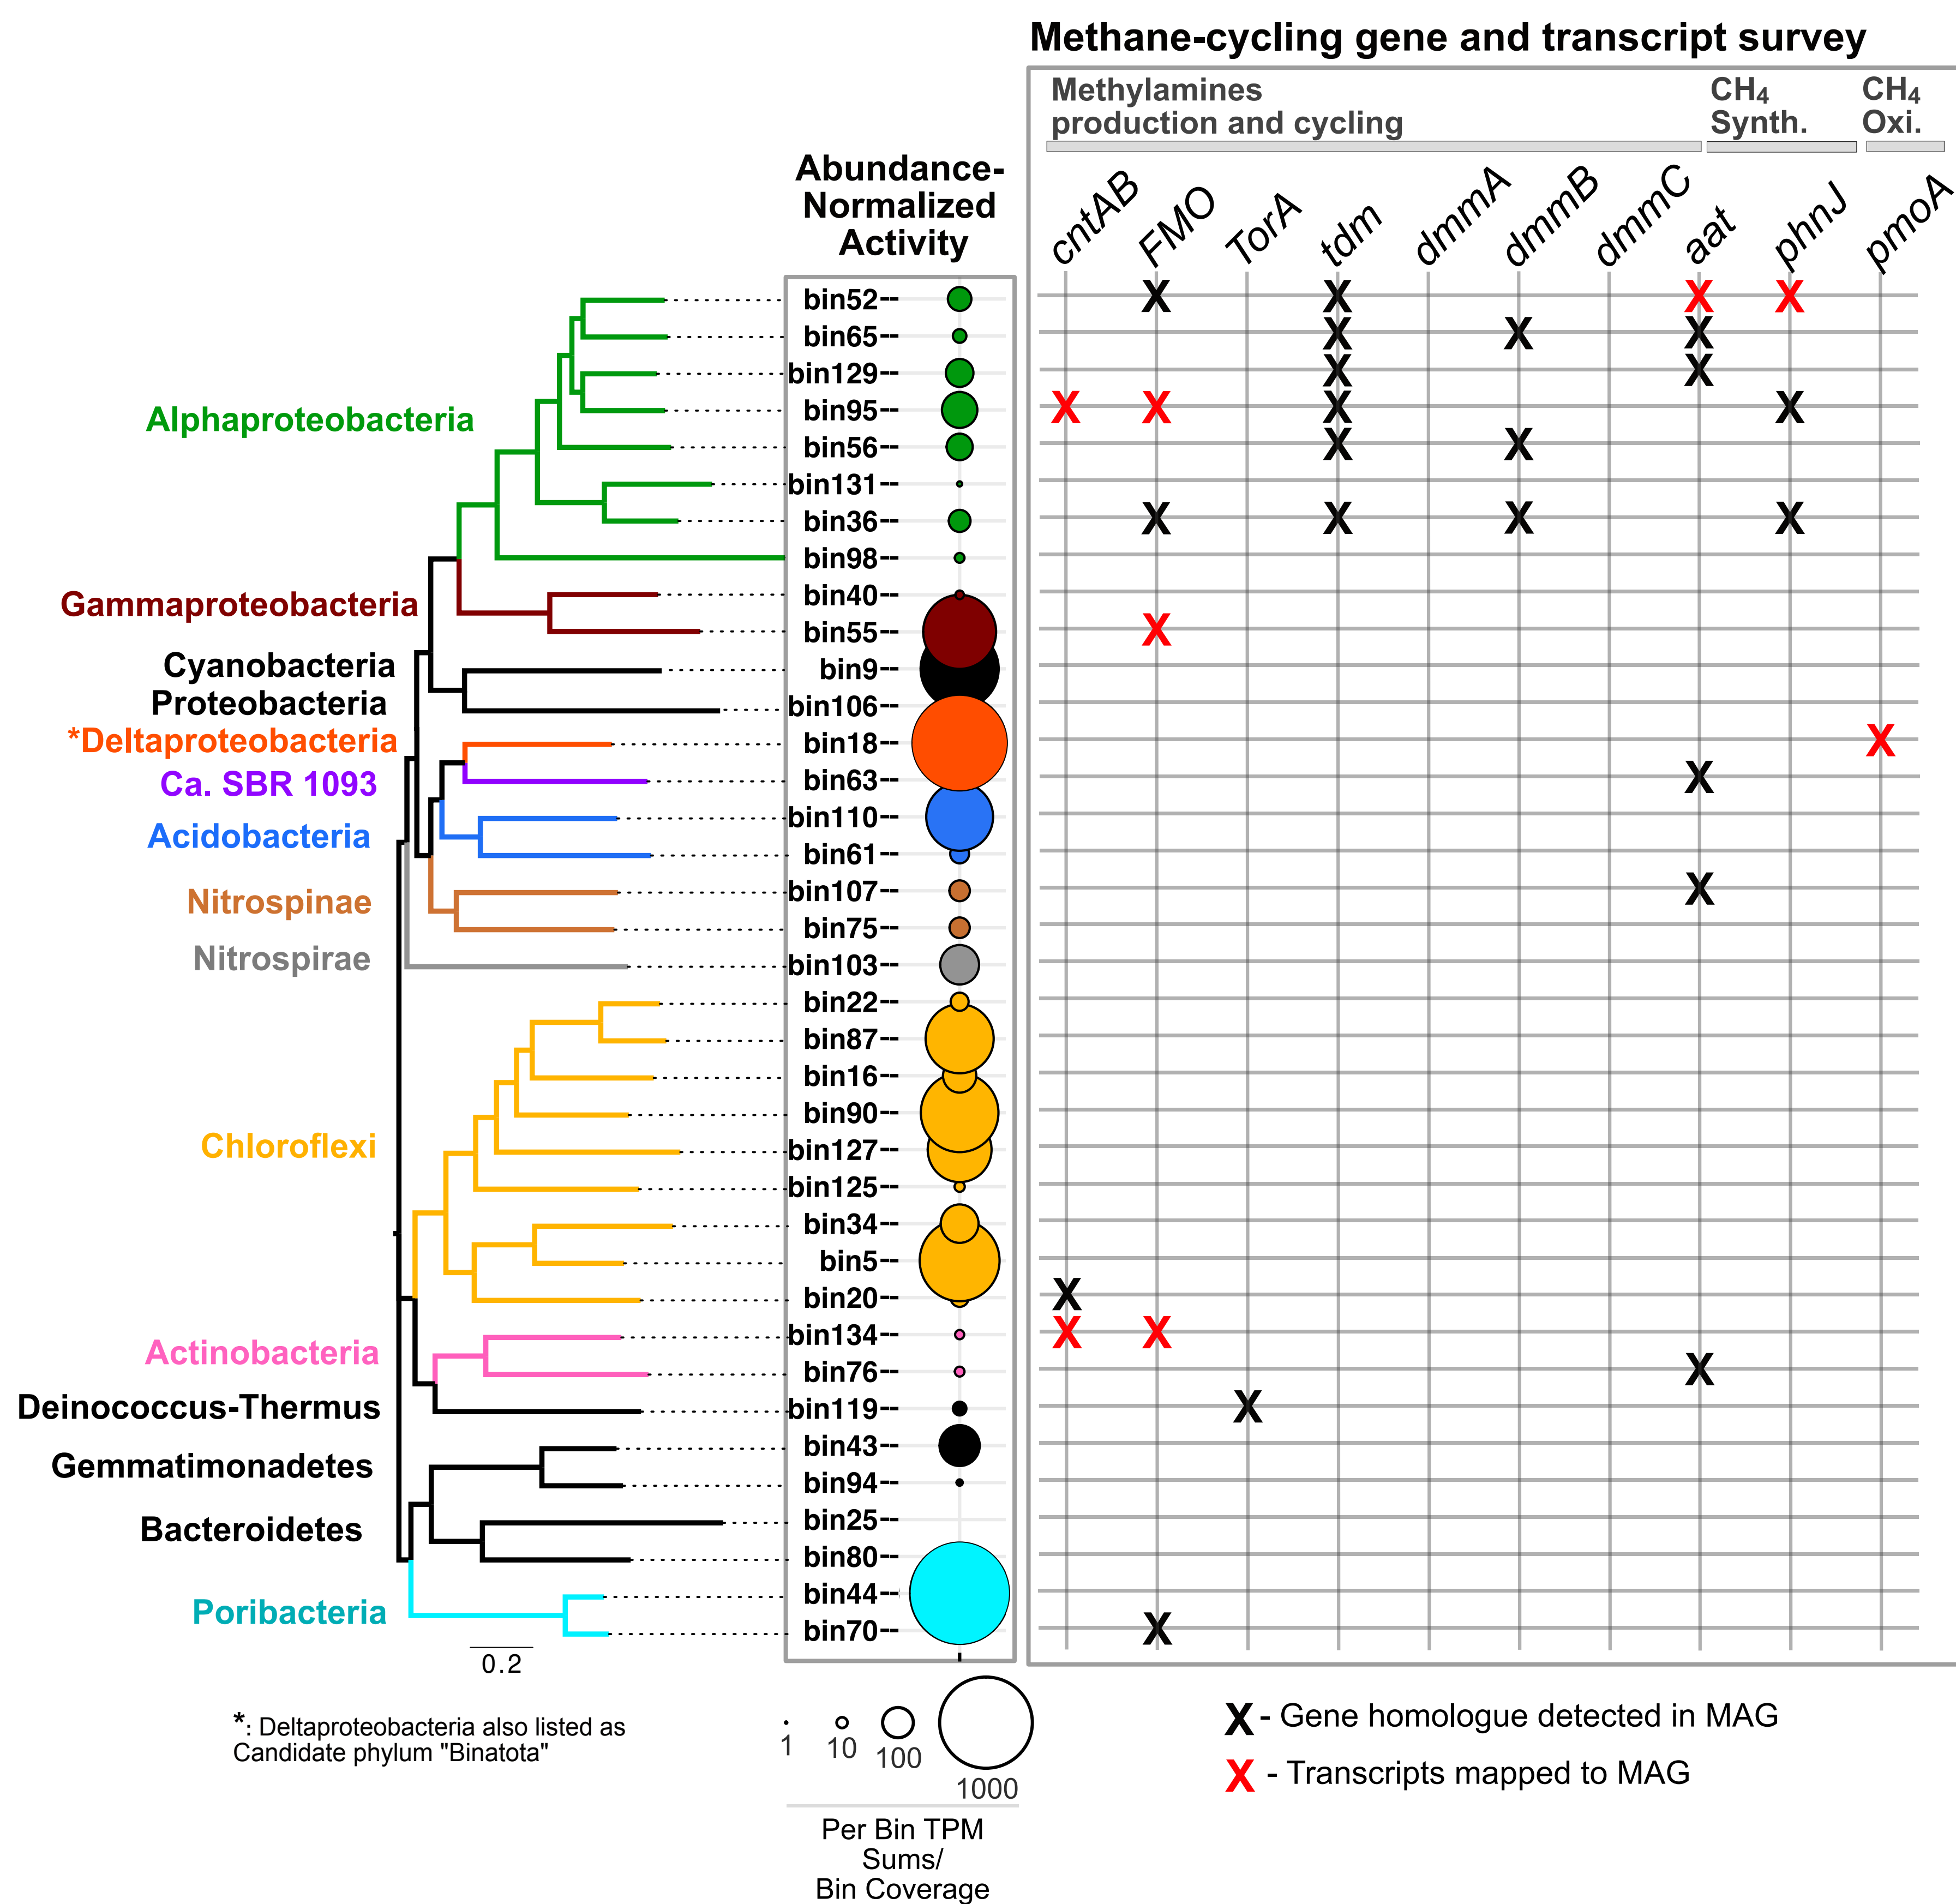 Methane-cycling gene and transcript survey
Methylamines
production and cycling
CH4
Synth.
CH4
Oxi.
Abundance-
Normalized
Activity
cntAB
FMO
TorA
tdm
dmmA
dmmB
dmmC
aat
phnJ
pmoA
Alphaproteobacteria
Gammaproteobacteria
Cyanobacteria
Proteobacteria
*Deltaproteobacteria
Ca. SBR 1093
Acidobacteria
Nitrospinae
Nitrospirae
Chloroflexi
Actinobacteria
Deinococcus-Thermus
Gemmatimonadetes
Bacteroidetes
Poribacteria
bin52
X X X X
bin65
X X X
bin129
X X
bin95
X X X X
bin56
X X
bin131
bin36
X X X X
bin98
bin40
bin55
X
bin9
bin106
bin18
X
bin63
X
bin110
bin61
bin107
X
bin75
bin103
bin22
bin87
bin16
bin90
bin127
bin125
bin34
bin5
bin20
X
bin134
X X
bin76
X
bin119
X
bin43
bin94
bin25
bin80
bin44
bin70
X
0.2
*: Deltaproteobacteria also listed as
Candidate phylum "Binatota"
1
10
100
1000
Per Bin TPM
Sums/
Bin Coverage
X - Gene homologue detected in MAG
X - Transcripts mapped to MAG